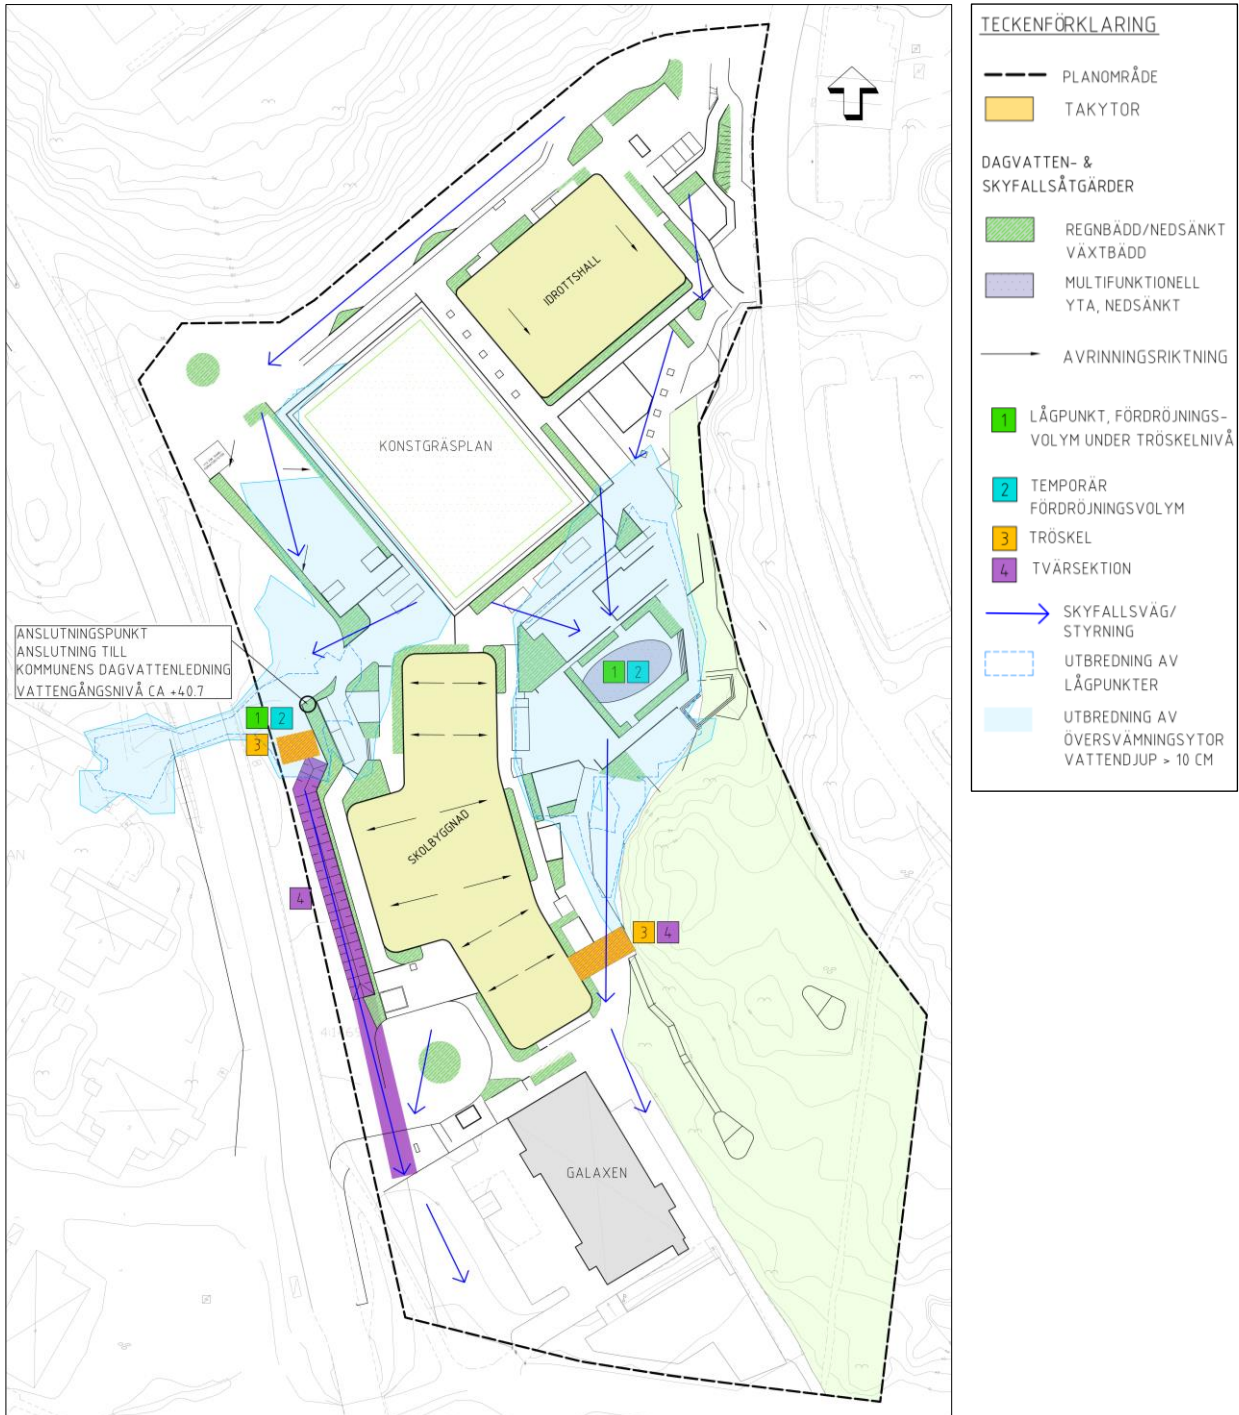 IDROTTSHALL
KONSTGRÄSPLAN
ANSLUTNINGSPUNKT
ANSLUTNING TILL
KOMMUNENS DAGVATTENLEDNING
VATTENGÅNGSNIVÅ CA +40.7
1 2
1 2
3
SKOLBYGGNAD
4
3 4
GALAXEN
TECKENFÖRKLARING
PLANOMRÅDE
TAKYTOR
DAGVATTEN- &
SKYFALLSÅTGÄRDER
REGNBÄDD/NEDSÄNKT
VÄXTBÄDD
MULTIFUNKTIONELL
YTA, NEDSÄNKT
AVRINNINGSRIKTNING
1 LÅGPUNKT, FÖRDRÖJNINGS-
VOLYM UNDER TRÖSKELNIVÅ
2 TEMPORÄR
FÖRDRÖJNINGSVOLYM
3 TRÖSKEL
4 TVÄRSEKTION
SKYFALLSVÄG/
STYRNING
UTBREDNING AV
LÅGPUNKTER
UTBREDNING AV
ÖVERSVÄMNINGSYTOR
VATTENDJUP > 10 CM